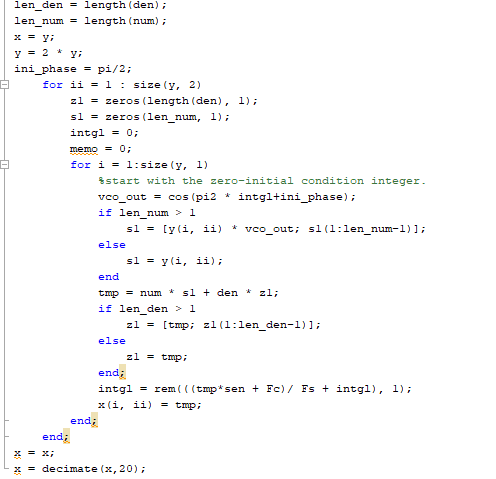 len_den = length(den);
len_num = length(num);
x = y;
y = 2 * y;
ini_phase = pi/2;
for ii = 1 : size(y, 2)
z1 = zeros(length(den), 1);
s1 = zeros(len_num, 1);
intgl = 0;
memo = 0;
for i = 1:size(y, 1)
%start with the zero-initial condition integer.
vco_out = cos(pi2 * intgl+ini_phase);
if len_num > 1
s1 = [y(i, ii) * vco_out; s1(1:len_num-1)];
else
s1 = y(i, ii);
end
tmp = num * s1 + den * z1;
if len_den > 1
z1 = [tmp; z1(1:len_den-1)];
else
z1 = tmp;
end;
intgl = rem(((tmp*sen + Fc)/ Fs + intgl), 1);
x(i, ii) = tmp;
end;
end;
x = x;
x = decimate(x,20);